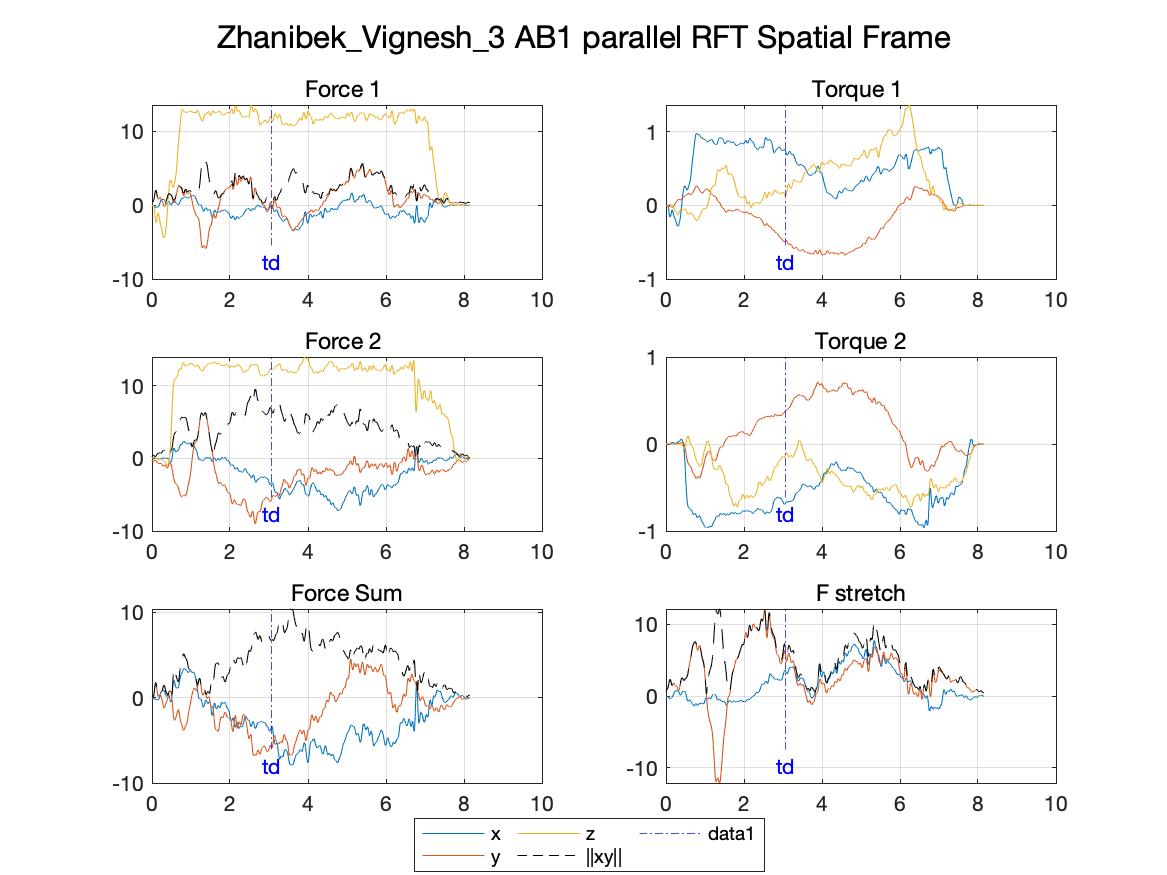 Zhanibek_Vignesh_3 AB1 parallel RFT Spatial Frame
Force 1
10
0
-10
td
0 2 4 6 8 10
Torque 1
1
0
-1
td
0 2 4 6 8 10
Force 2
10
0
-10
td
0 2 4 6 8 10
Torque 2
1
0
-1
td
0 2 4 6 8 10
Force Sum
10
0
-10
td
0 2 4 6 8 10
F stretch
10
0
-10
td
0 2 4 6 8 10
x z data1
y ||xy||